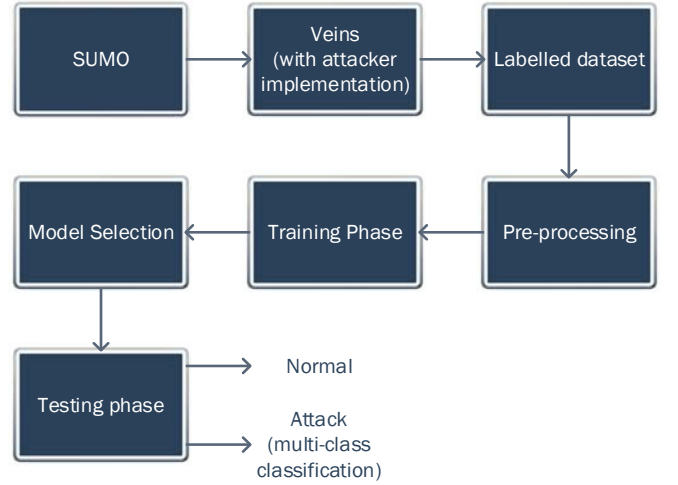 SUMO
Veins
(with attacker
implementation)
Labelled dataset
Model Selection
Training Phase
Pre-processing
Testing phase
Normal
Attack
(multi-class
classification)